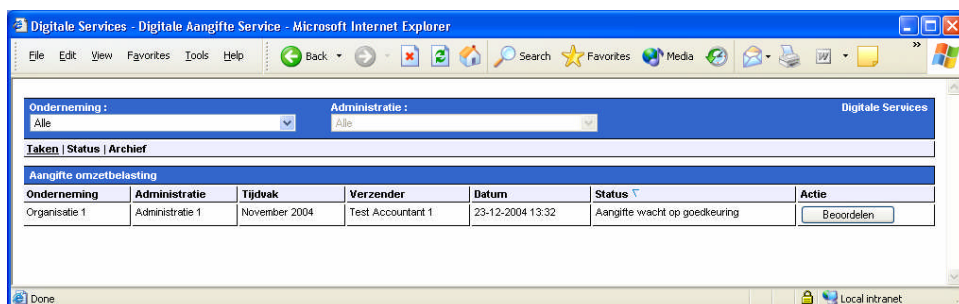 Digitale Services - Digitale Aangifte Service - Microsoft Internet Explorer
File Edit View Favorites Tools Help Back Search Favorites Media »
Onderneming : Administratie : Digitale Services
Alle Alle
Taken | Status | Archief
Aangifte omzetbelasting
Onderneming Administratie Tijdvak Verzender Datum Status Actie
Organisatie 1 Administratie 1 November 2004 Test Accountant 1 23-12-2004 13:32 Aangifte wacht op goedkeuring Beoordelen
Done Local intranet